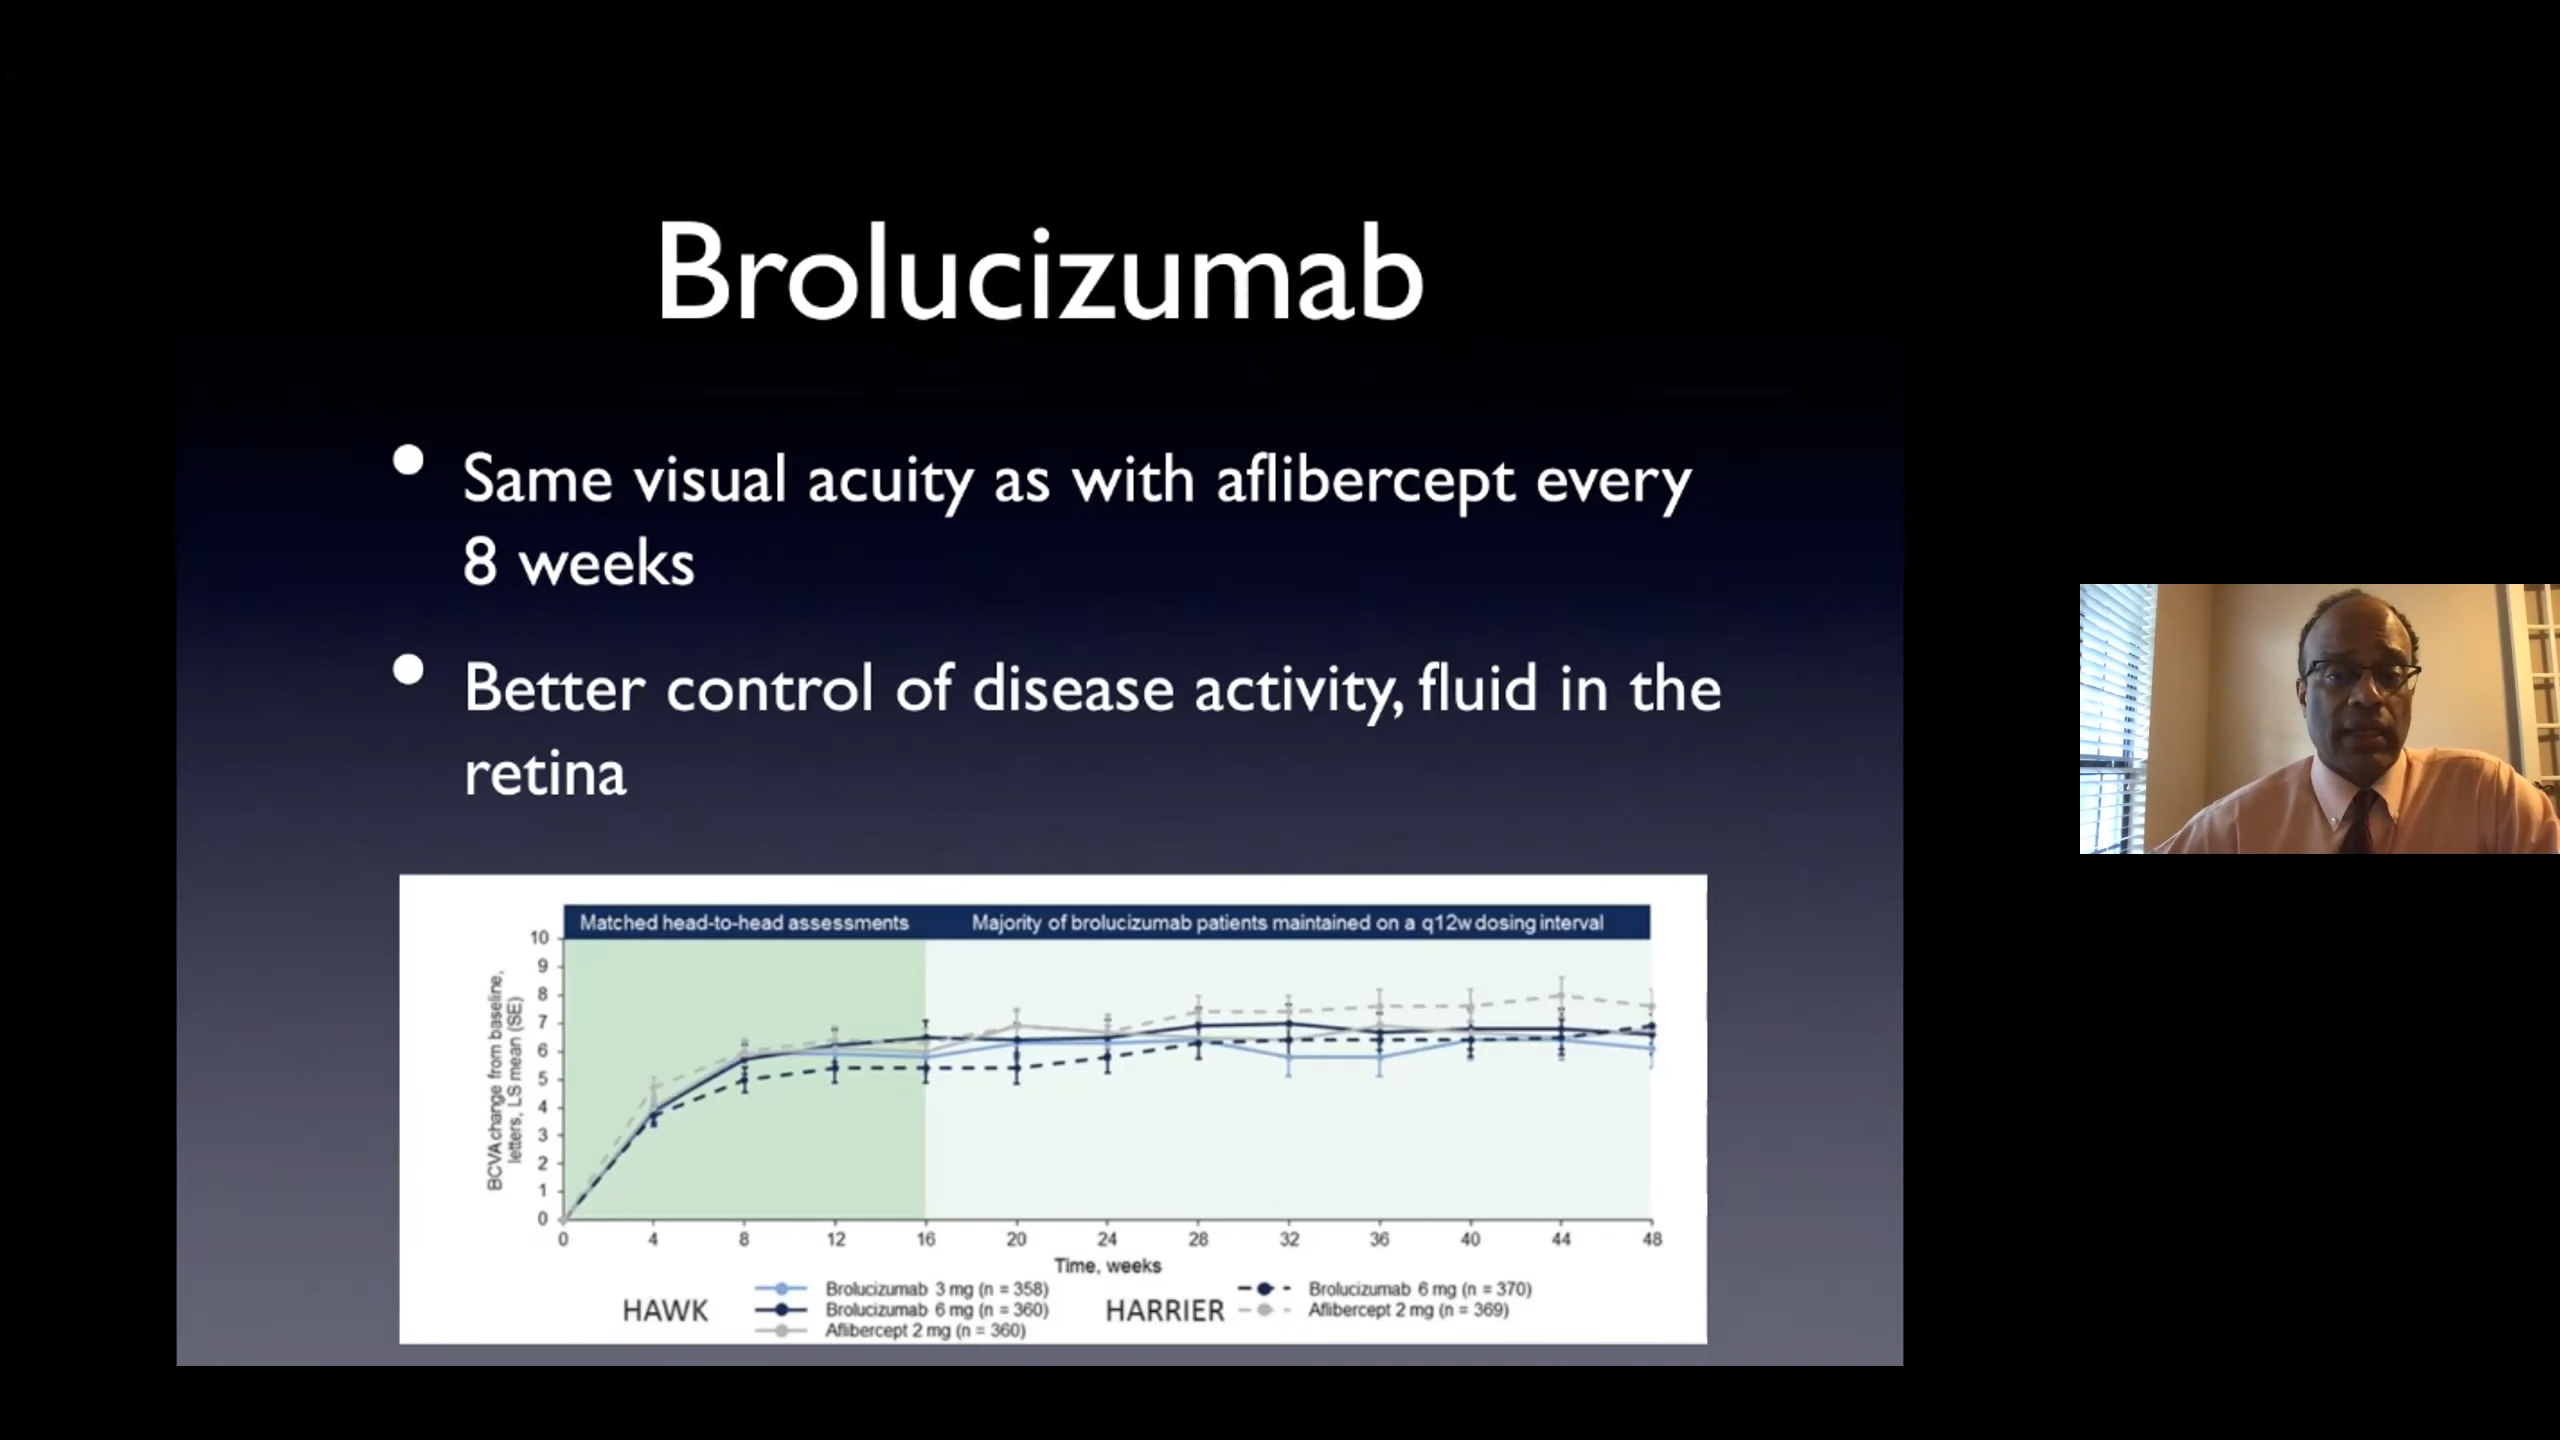 Brolucizumab
• Same visual acuity as with aflibercept every
8 weeks
• Better control of disease activity, fluid in the
retina
Matched head-to-head assessments
Majority of brolucizumab patients maintained on a q12w dosing interval
BCVA change from baseline,
letters, LS mean (SE)
10
9
8
7
6
5
4
3
2
1
0
0 4 8 12 16 20 24 28 32 36 40 44 48
Time, weeks
HAWK
Brolucizumab 3 mg (n = 358)
Brolucizumab 6 mg (n = 360)
Aflibercept 2 mg (n = 360)
HARRIER
Brolucizumab 6 mg (n = 370)
Aflibercept 2 mg (n = 369)